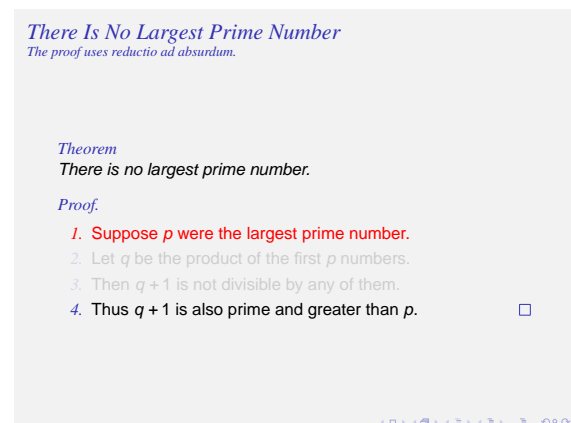 There Is No Largest Prime Number
The proof uses reductio ad absurdum.
Theorem
There is no largest prime number.
Proof.
1. Suppose p were the largest prime number.
2. Let q be the product of the first p numbers.
3. Then q + 1 is not divisible by any of them.
4. Thus q + 1 is also prime and greater than p.